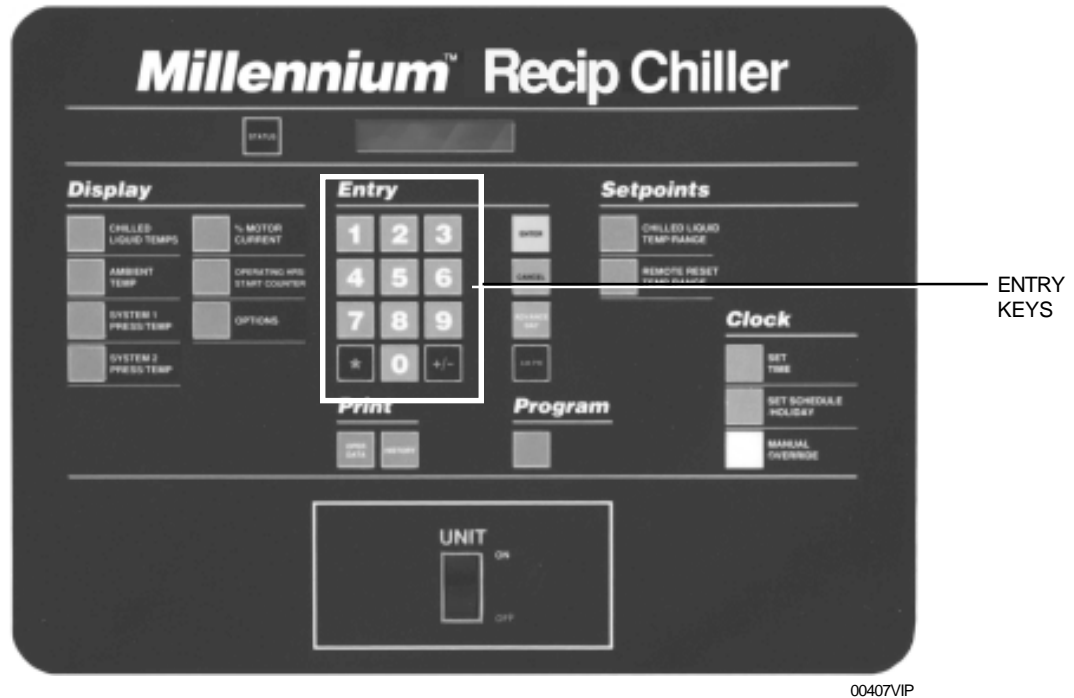 Millennium™ Recip Chiller
STATUS
Display
CHILLED
LIQUID TEMPS
% MOTOR
CURRENT
AMBIENT
TEMP
OPERATING HRS
START COUNTER
SYSTEM 1
PRESS/TEMP
OPTIONS
SYSTEM 2
PRESS/TEMP
Entry
1 2 3
4 5 6
7 8 9
* 0 +/-
ENTER
CANCEL
ADVANCE
DAY
Setpoints
CHILLED LIQUID
TEMP RANGE
REMOTE RESET
TEMP RANGE
ENTRY
KEYS
Clock
SET
TIME
SET SCHEDULE
HOLIDAY
MANUAL
OVERRIDE
Print
OPER
DATA
HISTORY
Program
UNIT
ON
OFF
00407VIP